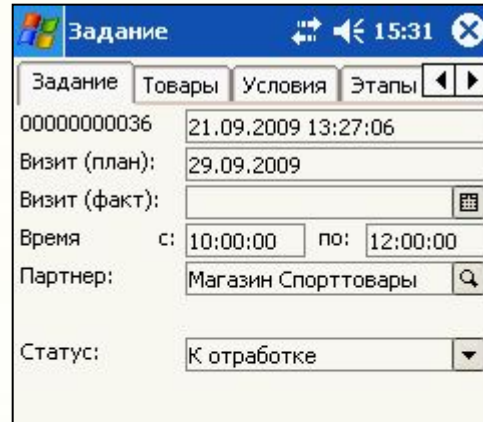 Задание 15:31
Задание Товары Условия Этапы
00000000036 21.09.2009 13:27:06
Визит (план): 29.09.2009
Визит (факт):
Время с: 10:00:00 по: 12:00:00
Партнер: Магазин Спорттовары
Статус: К отработке